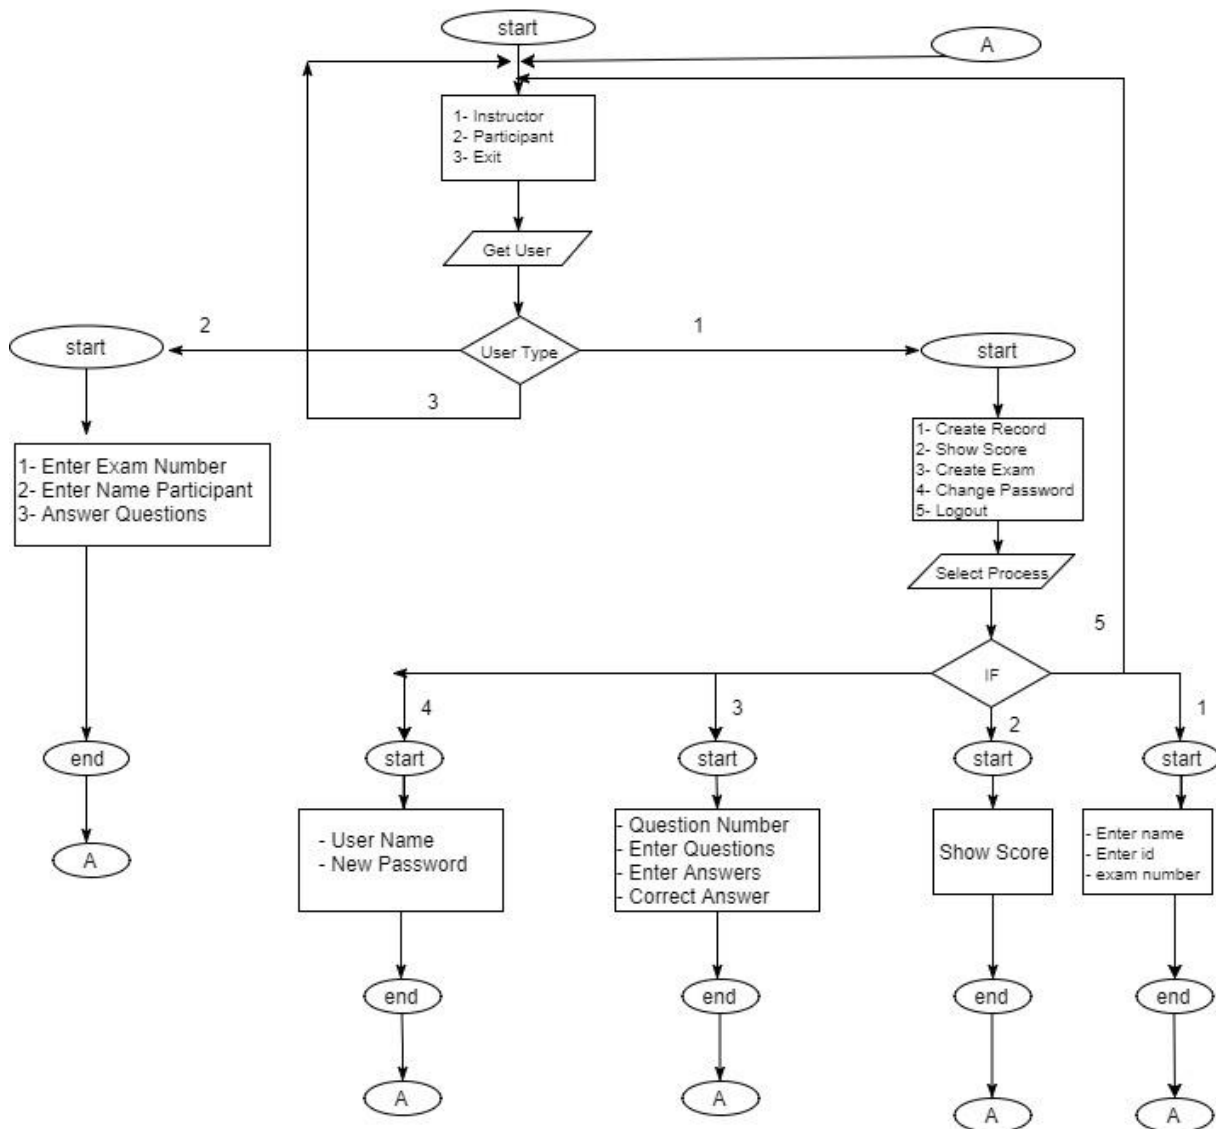 start
A
1- Instructor
2- Participant
3- Exit
Get User
User Type
2
1
3
start
start
1- Enter Exam Number
2- Enter Name Participant
3- Answer Questions
1- Create Record
2- Show Score
3- Create Exam
4- Change Password
5- Logout
Select Process
IF
5
4
3
2
1
end
start
start
start
start
A
- User Name
- New Password
- Question Number
- Enter Questions
- Enter Answers
- Correct Answer
Show Score
- Enter name
- Enter id
- exam number
end
end
end
end
A
A
A
A